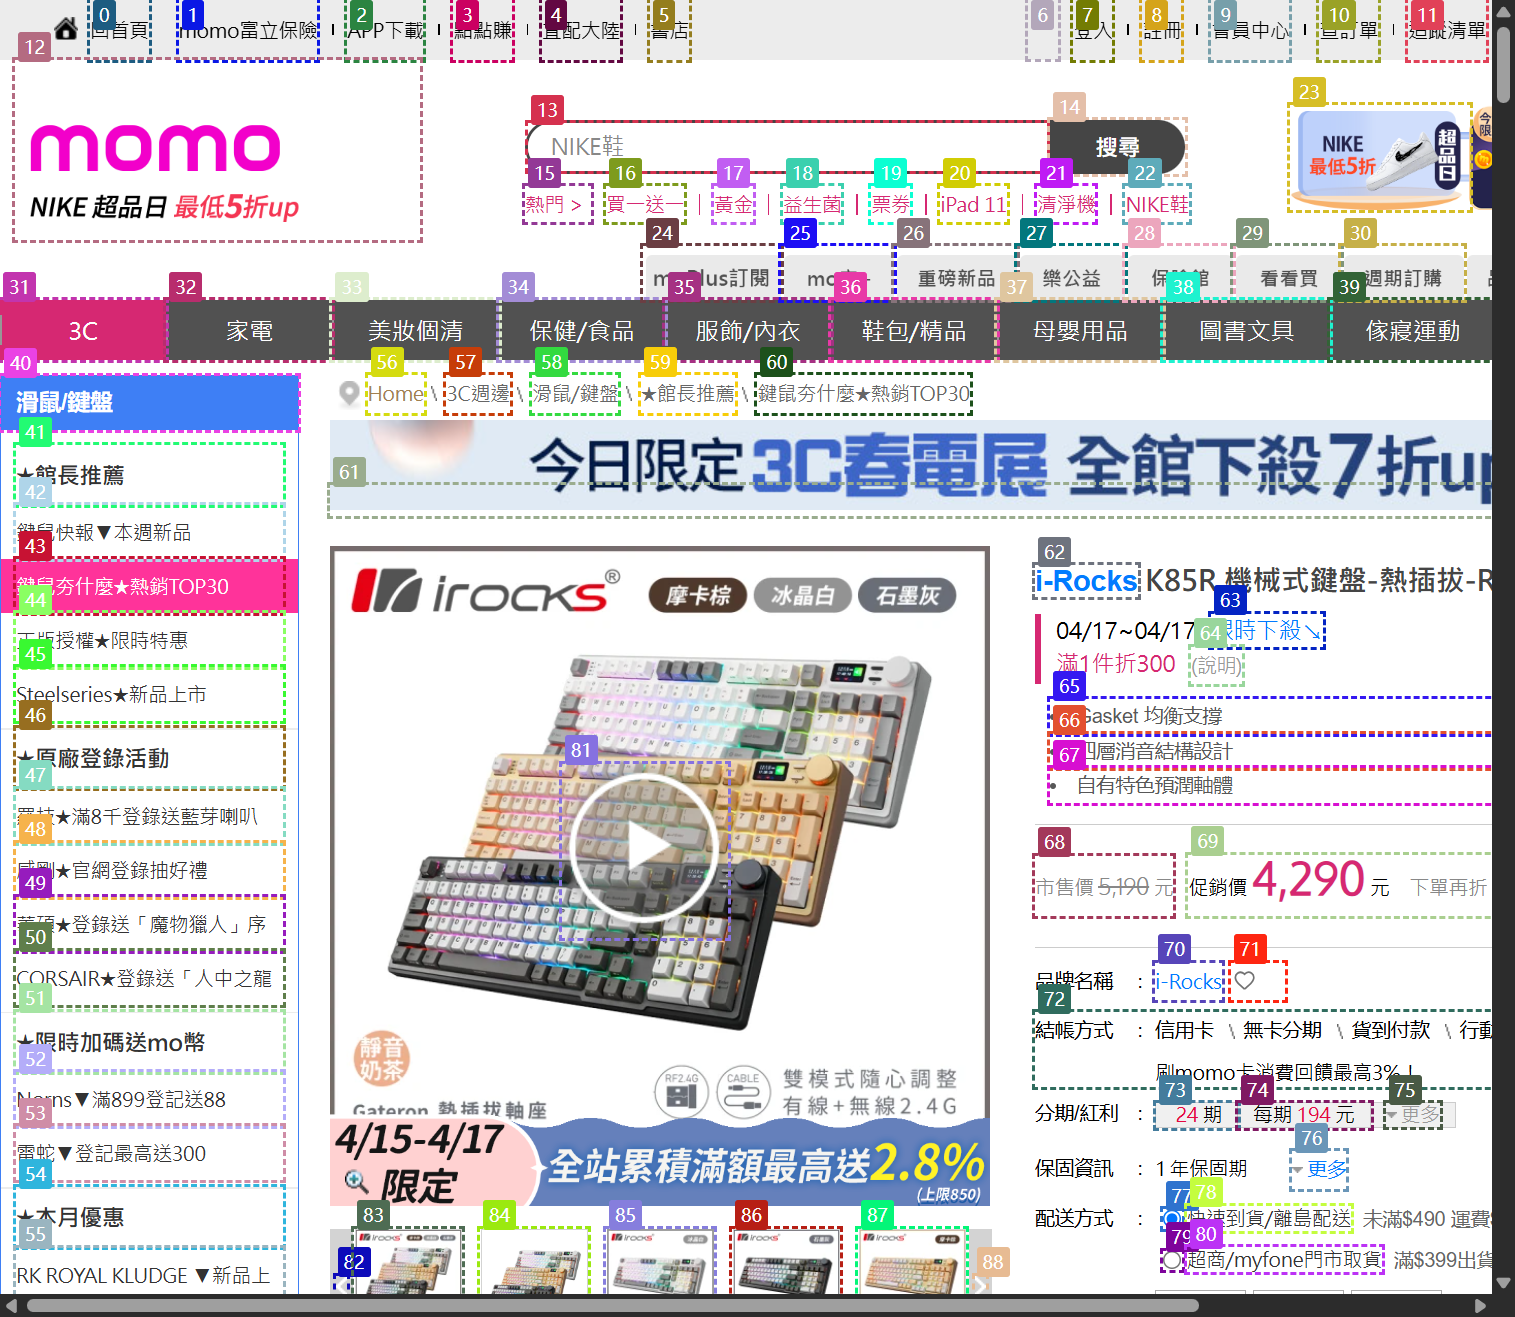 0
1
2
3
4
5
6
7
8
9
10
11
回首頁
momo富立保險
APP下載
點點賺
直配大陸
書店
登入
註冊
會員中心
查訂單
追蹤清單
12
momo
NIKE 超品日 最低5折up
13
14
NIKE鞋
搜尋
23
NIKE
最低5折
超品日
15
16
17
18
19
20
21
22
熱門 >
買一送一
黃金
益生菌
票券
iPad 11
清淨機
NIKE鞋
24
25
26
27
28
29
30
重磅新品
樂公益
保險館
看看買
週期訂購
31
32
33
34
35
36
37
38
39
3C
家電
美妝個清
保健/食品
服飾/內衣
鞋包/精品
母嬰用品
圖書文具
傢寢運動
40
56
57
58
59
60
滑鼠/鍵盤
Home \ 3C週邊 \ 滑鼠/鍵盤 \ ★館長推薦 \ 鍵鼠夯什麼★熱銷TOP30
41
★館長推薦
42
鍵鼠快報▼本週新品
43
鍵鼠夯什麼★熱銷TOP30
44
正版授權★限時特惠
45
Steelseries★新品上市
46
★原廠登錄活動
47
羅技★滿8千登錄送藍芽喇叭
48
威剛★官網登錄抽好禮
49
華碩★登錄送「魔物獵人」序
50
CORSAIR★登錄送「人中之龍
51
★限時加碼送mo幣
52
Norns▼滿899登記送88
53
雷蛇▼登記最高送300
54
★本月優惠
55
RK ROYAL KLUDGE ▼新品上
61
今日限定3C春電展 全館下殺7折up
irocks®
摩卡棕
冰晶白
石墨灰
81
靜音奶茶
RF2.4G
CABLE
雙模式隨心調整
有線+無線2.4G
Gateron 熱插拔軸座
4/15-4/17
限定
全站累積滿額最高送2.8%
(上限850)
82
83
84
85
86
87
88
62
i-Rocks K85R 機械式鍵盤-熱插拔-R
63
04/17~04/17 限時下殺↘
64
滿1件折300 (說明)
65
Gasket 均衡支撐
66
四層消音結構設計
67
自有特色預潤軸體
68
69
市售價 5,190 元
促銷價 4,290 元 下單再折
70
71
品牌名稱 : i-Rocks
72
結帳方式 : 信用卡 \ 無卡分期 \ 貨到付款 \ 行動
刷momo卡消費回饋最高3%！
73
74
75
分期/紅利 : 24 期 每期 194 元 更多
76
保固資訊 : 1 年保固期 更多
77
78
配送方式 : 快速到貨/離島配送 未滿$490 運費
79
80
超商/myfone門市取貨 滿$399出貨